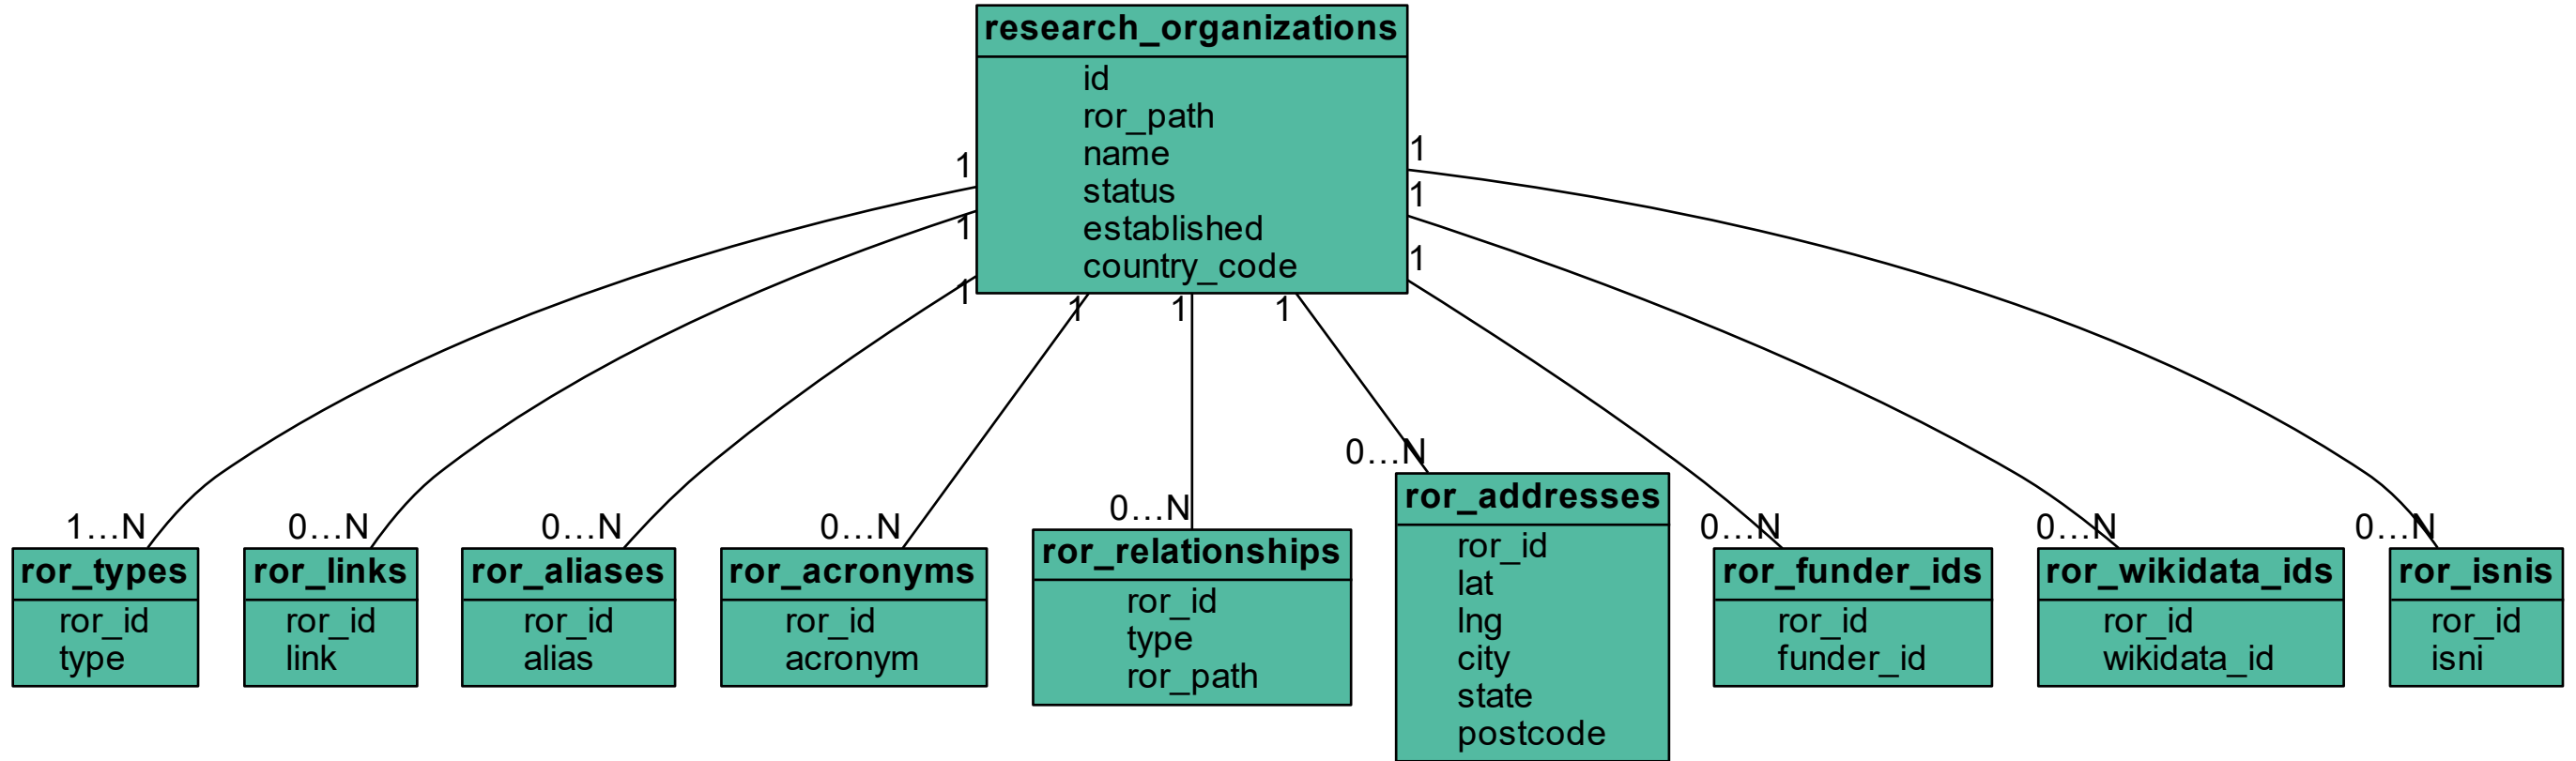 research_organizations
id
ror_path
name
status
established
country_code
1
1
1
1
1
1
1
1
1
1…N
0…N
0…N
0…N
0…N
0…N
0…N
0…N
0…N
ror_types
ror_id
type
ror_links
ror_id
link
ror_aliases
ror_id
alias
ror_acronyms
ror_id
acronym
ror_relationships
ror_id
type
ror_path
ror_addresses
ror_id
lat
lng
city
state
postcode
ror_funder_ids
ror_id
funder_id
ror_wikidata_ids
ror_id
wikidata_id
ror_isnis
ror_id
isni